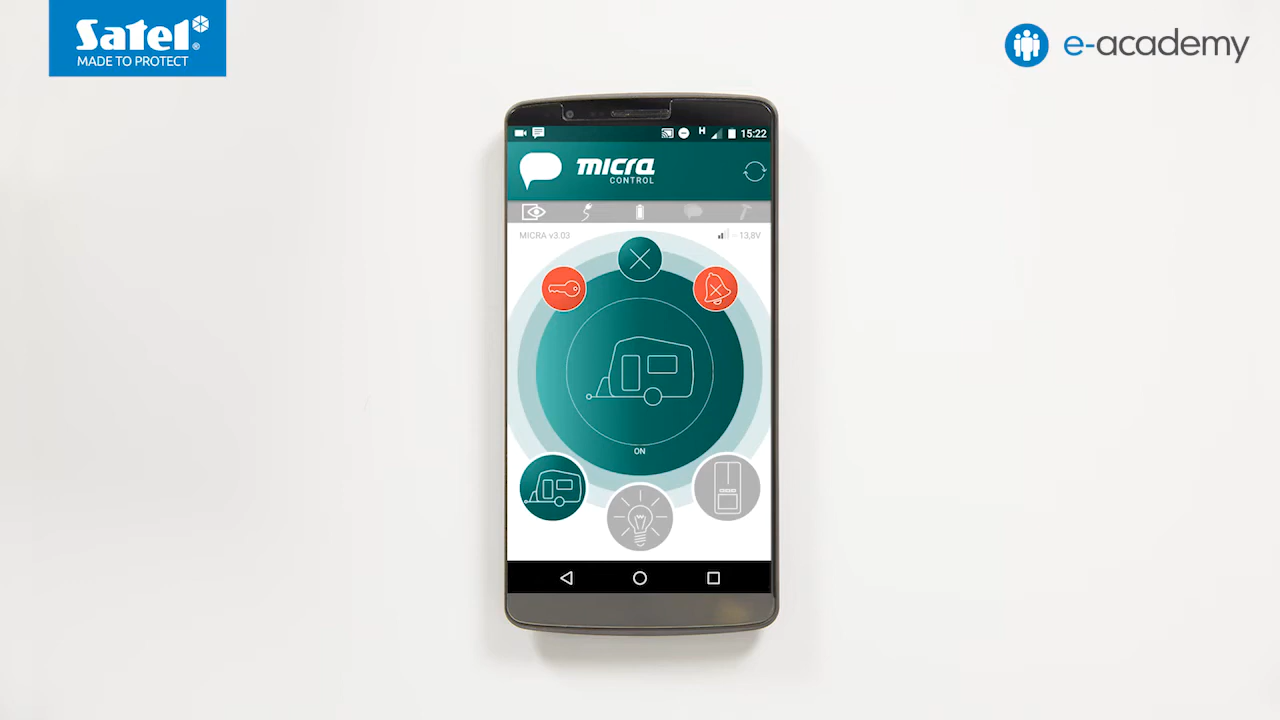 Satel®
MADE TO PROTECT
e-academy
H 15:22
micra
CONTROL
MICRA v3.03
~ 13,8V
ON